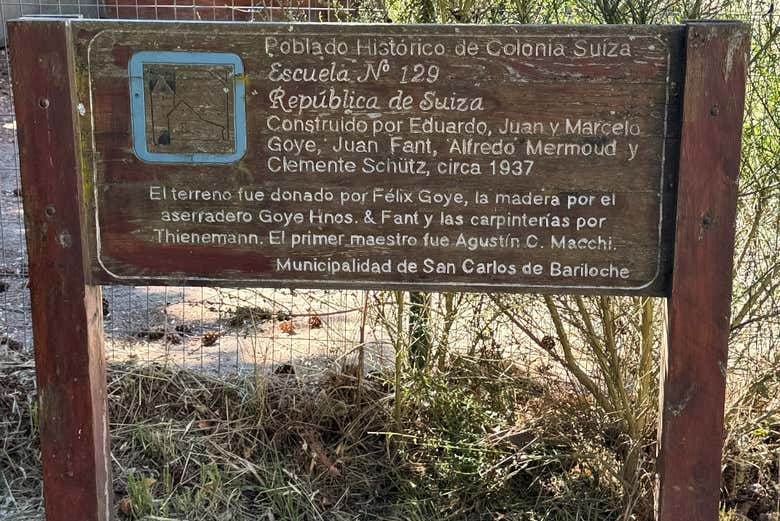 Poblado Histórico de Colonia Suiza
Escuela Nº 129
República de Suiza
Construido por Eduardo, Juan y Marcelo
Goye, Juan Fant, Alfredo Mermoud y
Clemente Schütz, circa 1937
El terreno fue donado por Félix Goye, la madera por el
aserradero Goye Hnos. & Fant y las carpinterías por
Thienemann. El primer maestro fue Agustín C. Macchi.
Municipalidad de San Carlos de Bariloche